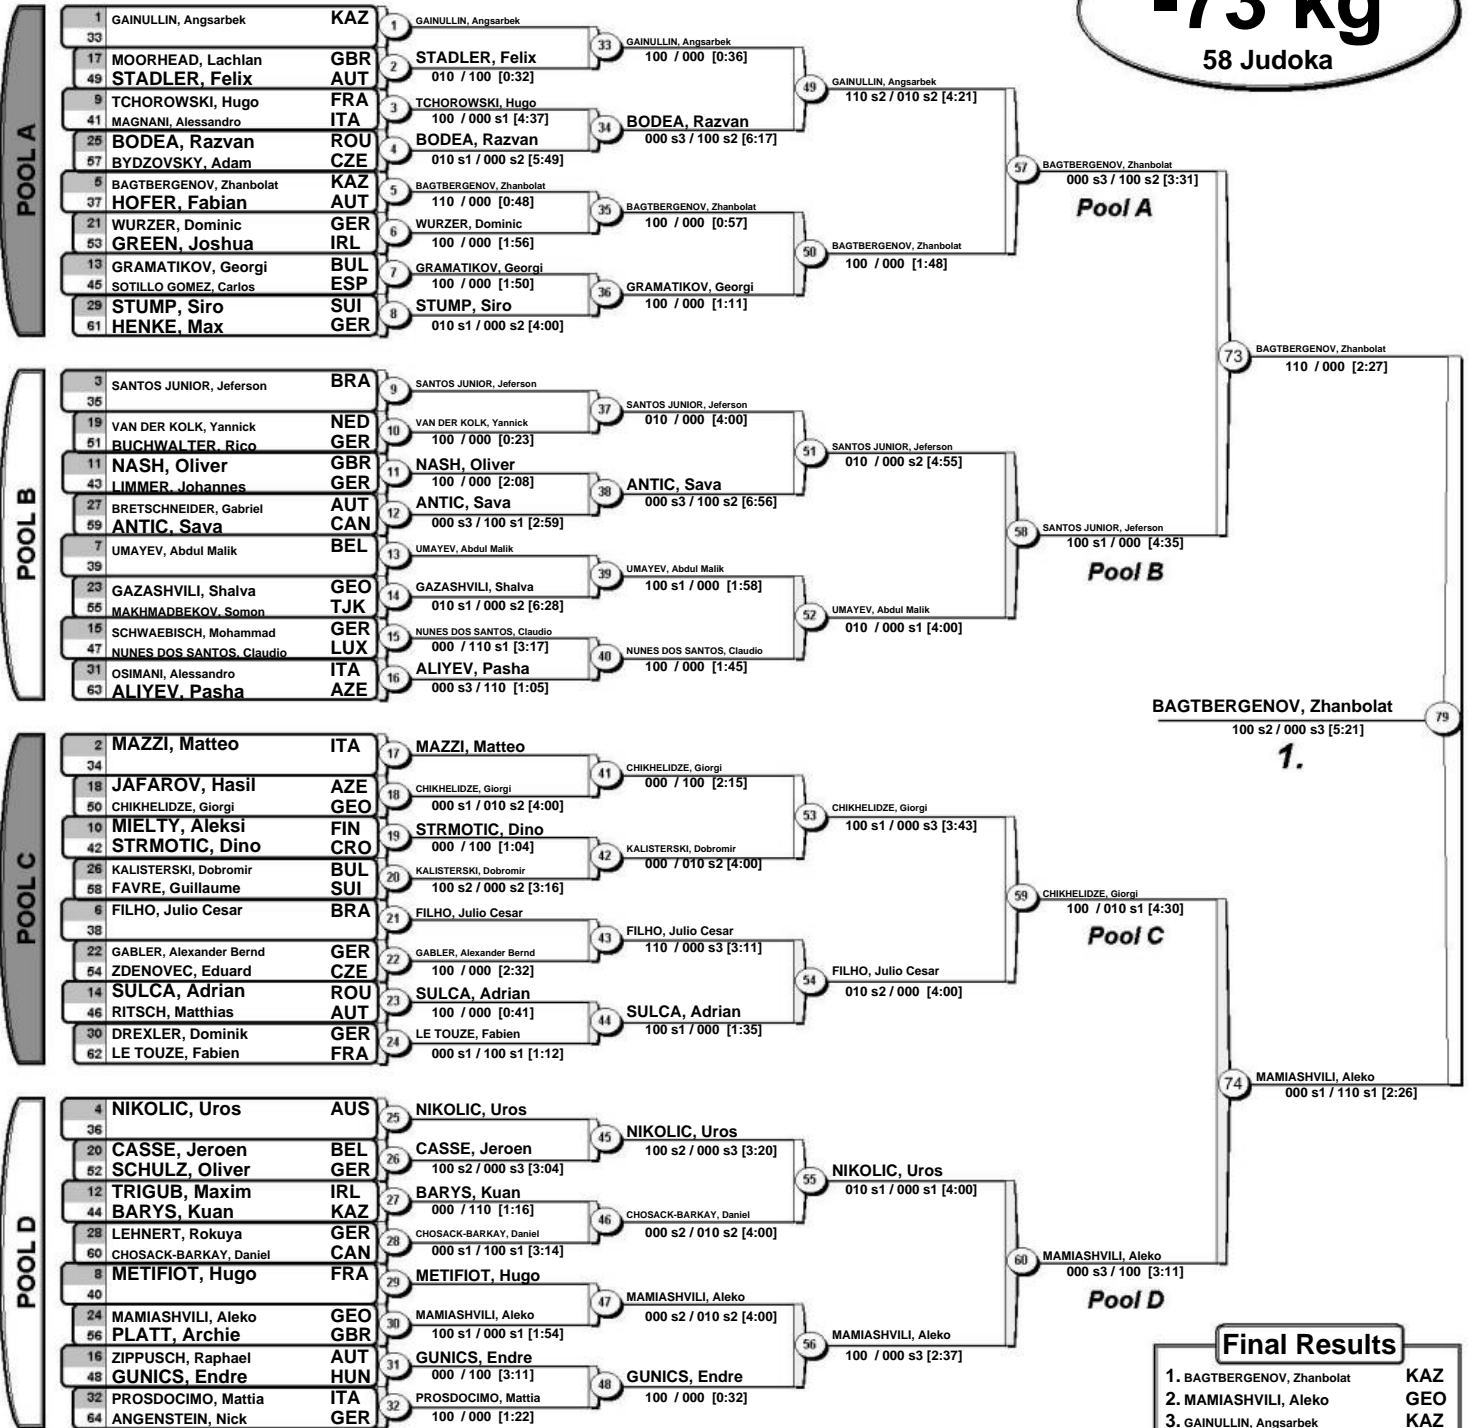 -73 kg
58 Judoka
POOL A
1 GAINULLIN, Angsarbek KAZ
33
17 MOORHEAD, Lachlan GBR
49 STADLER, Felix AUT
9 TCHOROWSKI, Hugo FRA
41 MAGNANI, Alessandro ITA
25 BODEA, Razvan ROU
57 BYDZOVSKY, Adam CZE
5 BAGTBERGENOV, Zhanbolat KAZ
37 HOFER, Fabian AUT
21 WURZER, Dominic GER
53 GREEN, Joshua IRL
13 GRAMATIKOV, Georgi BUL
45 SOTILLO GOMEZ, Carlos ESP
29 STUMP, Siro SUI
61 HENKE, Max GER
1 GAINULLIN, Angsarbek
2 STADLER, Felix
010 / 100 [0:32]
3 TCHOROWSKI, Hugo
100 / 000 s1 [4:37]
4 BODEA, Razvan
010 s1 / 000 s2 [5:49]
5 BAGTBERGENOV, Zhanbolat
110 / 000 [0:48]
6 WURZER, Dominic
100 / 000 [1:56]
7 GRAMATIKOV, Georgi
100 / 000 [1:50]
8 STUMP, Siro
010 s1 / 000 s2 [4:00]
33 GAINULLIN, Angsarbek
100 / 000 [0:36]
34 BODEA, Razvan
000 s3 / 100 s2 [6:17]
35 BAGTBERGENOV, Zhanbolat
100 / 000 [0:57]
36 GRAMATIKOV, Georgi
100 / 000 [1:11]
49 GAINULLIN, Angsarbek
110 s2 / 010 s2 [4:21]
50 BAGTBERGENOV, Zhanbolat
100 / 000 [1:48]
57 BAGTBERGENOV, Zhanbolat
000 s3 / 100 s2 [3:31]
Pool A
POOL B
3 SANTOS JUNIOR, Jeferson BRA
35
19 VAN DER KOLK, Yannick NED
51 BUCHWALTER, Rico GER
11 NASH, Oliver GBR
43 LIMMER, Johannes GER
27 BRETSCHNEIDER, Gabriel AUT
59 ANTIC, Sava CAN
7 UMAYEV, Abdul Malik BEL
39
23 GAZASHVILI, Shalva GEO
55 MAKHMADBEKOV, Somon TJK
15 SCHWAEBISCH, Mohammad GER
47 NUNES DOS SANTOS, Claudio LUX
31 OSIMANI, Alessandro ITA
63 ALIYEV, Pasha AZE
9 SANTOS JUNIOR, Jeferson
10 VAN DER KOLK, Yannick
100 / 000 [0:23]
11 NASH, Oliver
100 / 000 [2:08]
12 ANTIC, Sava
000 s3 / 100 s1 [2:59]
13 UMAYEV, Abdul Malik
14 GAZASHVILI, Shalva
010 s1 / 000 s2 [6:28]
15 NUNES DOS SANTOS, Claudio
000 / 110 s1 [3:17]
16 ALIYEV, Pasha
000 s3 / 110 [1:05]
37 SANTOS JUNIOR, Jeferson
010 / 000 [4:00]
38 ANTIC, Sava
000 s3 / 100 s2 [6:56]
39 UMAYEV, Abdul Malik
100 s1 / 000 [1:58]
40 NUNES DOS SANTOS, Claudio
100 / 000 [1:45]
51 SANTOS JUNIOR, Jeferson
010 / 000 s2 [4:55]
52 UMAYEV, Abdul Malik
010 / 000 s1 [4:00]
58 SANTOS JUNIOR, Jeferson
100 s1 / 000 [4:35]
Pool B
73 BAGTBERGENOV, Zhanbolat
110 / 000 [2:27]
BAGTBERGENOV, Zhanbolat 79
100 s2 / 000 s3 [5:21]
1.
POOL C
2 MAZZI, Matteo ITA
34
18 JAFAROV, Hasil AZE
50 CHIKHELIDZE, Giorgi GEO
10 MIELTY, Aleksi FIN
42 STRMOTIC, Dino CRO
26 KALISTERSKI, Dobromir BUL
58 FAVRE, Guillaume SUI
6 FILHO, Julio Cesar BRA
38
22 GABLER, Alexander Bernd GER
54 ZDENOVEC, Eduard CZE
14 SULCA, Adrian ROU
46 RITSCH, Matthias AUT
30 DREXLER, Dominik GER
62 LE TOUZE, Fabien FRA
17 MAZZI, Matteo
18 CHIKHELIDZE, Giorgi
000 s1 / 010 s2 [4:00]
19 STRMOTIC, Dino
000 / 100 [1:04]
20 KALISTERSKI, Dobromir
100 s2 / 000 s2 [3:16]
21 FILHO, Julio Cesar
22 GABLER, Alexander Bernd
100 / 000 [2:32]
23 SULCA, Adrian
100 / 000 [0:41]
24 LE TOUZE, Fabien
000 s1 / 100 s1 [1:12]
41 CHIKHELIDZE, Giorgi
000 / 100 [2:15]
42 KALISTERSKI, Dobromir
000 / 010 s2 [4:00]
43 FILHO, Julio Cesar
110 / 000 s3 [3:11]
44 SULCA, Adrian
100 s1 / 000 [1:35]
53 CHIKHELIDZE, Giorgi
100 s1 / 000 s3 [3:43]
54 FILHO, Julio Cesar
010 s2 / 000 [4:00]
59 CHIKHELIDZE, Giorgi
100 / 010 s1 [4:30]
Pool C
74 MAMIASHVILI, Aleko
000 s1 / 110 s1 [2:26]
POOL D
4 NIKOLIC, Uros AUS
36
20 CASSE, Jeroen BEL
52 SCHULZ, Oliver GER
12 TRIGUB, Maxim IRL
44 BARYS, Kuan KAZ
28 LEHNERT, Rokuya GER
60 CHOSACK-BARKAY, Daniel CAN
8 METIFIOT, Hugo FRA
40
24 MAMIASHVILI, Aleko GEO
56 PLATT, Archie GBR
16 ZIPPUSCH, Raphael AUT
48 GUNICS, Endre HUN
32 PROSDOCIMO, Mattia ITA
64 ANGENSTEIN, Nick GER
25 NIKOLIC, Uros
26 CASSE, Jeroen
100 s2 / 000 s3 [3:04]
27 BARYS, Kuan
000 / 110 [1:16]
28 CHOSACK-BARKAY, Daniel
000 s1 / 100 s1 [3:14]
29 METIFIOT, Hugo
30 MAMIASHVILI, Aleko
100 s1 / 000 s1 [1:54]
31 GUNICS, Endre
000 / 100 [3:11]
32 PROSDOCIMO, Mattia
100 / 000 [1:22]
45 NIKOLIC, Uros
100 s2 / 000 s3 [3:20]
46 CHOSACK-BARKAY, Daniel
000 s2 / 010 s2 [4:00]
47 MAMIASHVILI, Aleko
000 s2 / 010 s2 [4:00]
48 GUNICS, Endre
100 / 000 [0:32]
55 NIKOLIC, Uros
010 s1 / 000 s1 [4:00]
56 MAMIASHVILI, Aleko
100 / 000 s3 [2:37]
60 MAMIASHVILI, Aleko
000 s3 / 100 [3:11]
Pool D
Final Results
1. BAGTBERGENOV, Zhanbolat KAZ
2. MAMIASHVILI, Aleko GEO
3. GAINULLIN, Angsarbek KAZ